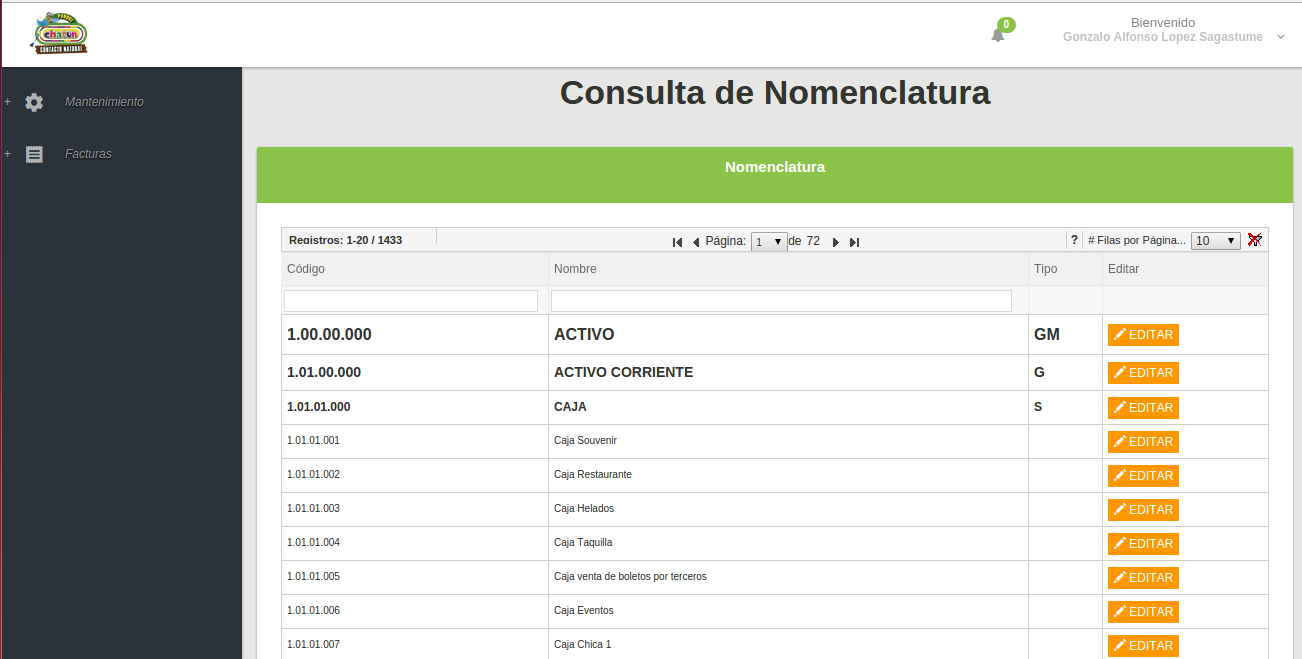 PARQUE
chatun
CONTACTO NATURAL
0
Bienvenido
Gonzalo Alfonso Lopez Sagastume
+ Mantenimiento
+ Facturas
Consulta de Nomenclatura
Nomenclatura
Registros: 1-20 / 1433 Página: 1 de 72 ? # Filas por Página... 10
Código Nombre Tipo Editar
1.00.00.000 ACTIVO GM EDITAR
1.01.00.000 ACTIVO CORRIENTE G EDITAR
1.01.01.000 CAJA S EDITAR
1.01.01.001 Caja Souvenir EDITAR
1.01.01.002 Caja Restaurante EDITAR
1.01.01.003 Caja Helados EDITAR
1.01.01.004 Caja Taquilla EDITAR
1.01.01.005 Caja venta de boletos por terceros EDITAR
1.01.01.006 Caja Eventos EDITAR
1.01.01.007 Caja Chica 1 EDITAR